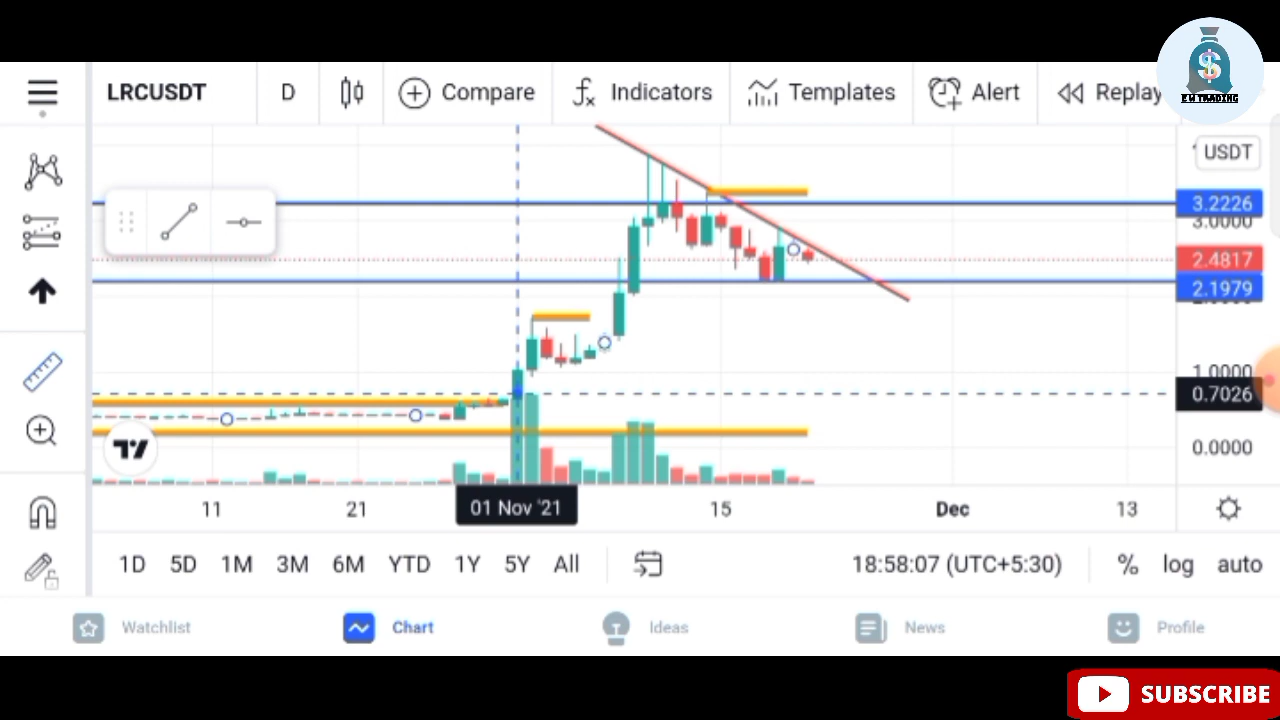 LRCUSDT D Compare Indicators Templates Alert Replay
$
USDT
3.2226
3.0000
2.4817
2.1979
1.0000
0.7026
0.0000
11 21 01 Nov '21 15 Dec 13
1D 5D 1M 3M 6M YTD 1Y 5Y All 18:58:07 (UTC+5:30) % log auto
Watchlist Chart Ideas News Profile
SUBSCRIBE